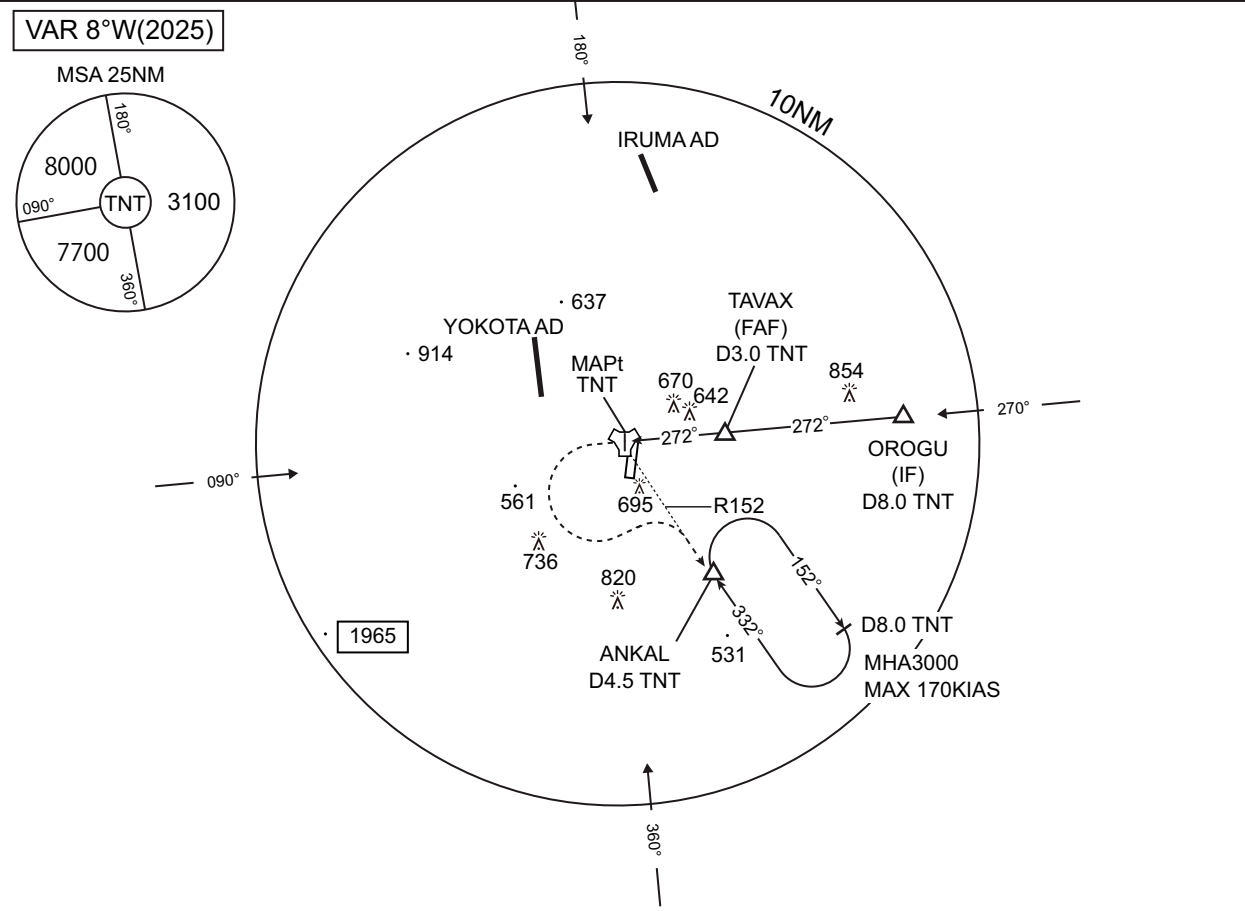 VAR 8°W(2025)
MSA 25NM
180°
8000
090°
TNT
3100
7700
360°
180°
10NM
IRUMA AD
637
YOKOTA AD
914
TAVAX
(FAF)
D3.0 TNT
MAPt
TNT
670
642
854
272°
272°
270°
OROGU
(IF)
D8.0 TNT
090°
561
695
R152
736
820
152°
332°
1965
ANKAL
D4.5 TNT
531
D8.0 TNT
MHA3000
MAX 170KIAS
360°